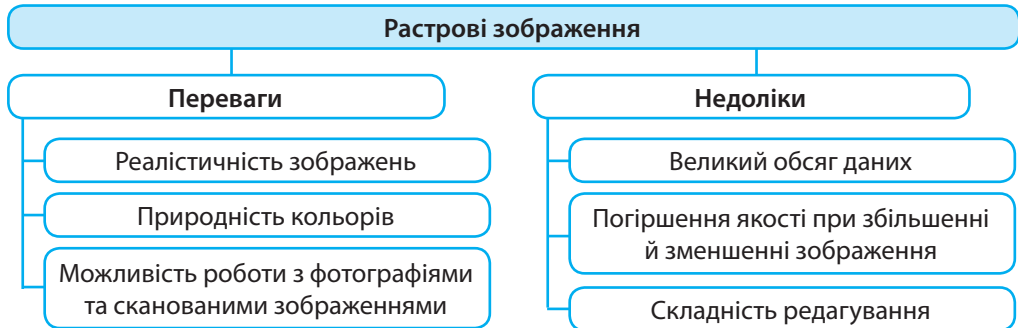 Растрові зображення
Переваги
Реалістичність зображень
Природність кольорів
Можливість роботи з фотографіями
та сканованими зображеннями
Недоліки
Великий обсяг даних
Погіршення якості при збільшенні
й зменшенні зображення
Складність редагування